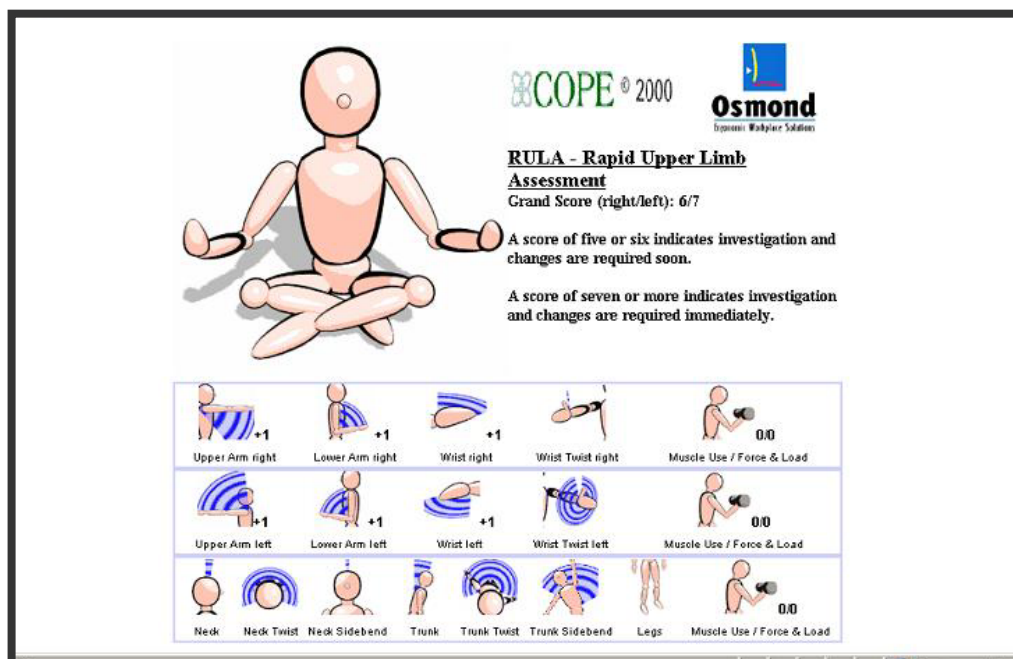 COPE © 2000
Osmond
Ergonomic Workplace Solutions
RULA - Rapid Upper Limb
Assessment
Grand Score (right/left): 6/7
A score of five or six indicates investigation and
changes are required soon.
A score of seven or more indicates investigation
and changes are required immediately.
+1 +1 +1 0/0
Upper Arm right Lower Arm right Wrist right Wrist Twist right Muscle Use / Force & Load
+1 +1 +1 0/0
Upper Arm left Lower Arm left Wrist left Wrist Twist left Muscle Use / Force & Load
0/0
Neck Neck Twist Neck Sidebend Trunk Trunk Twist Trunk Sidebend Legs Muscle Use / Force & Load